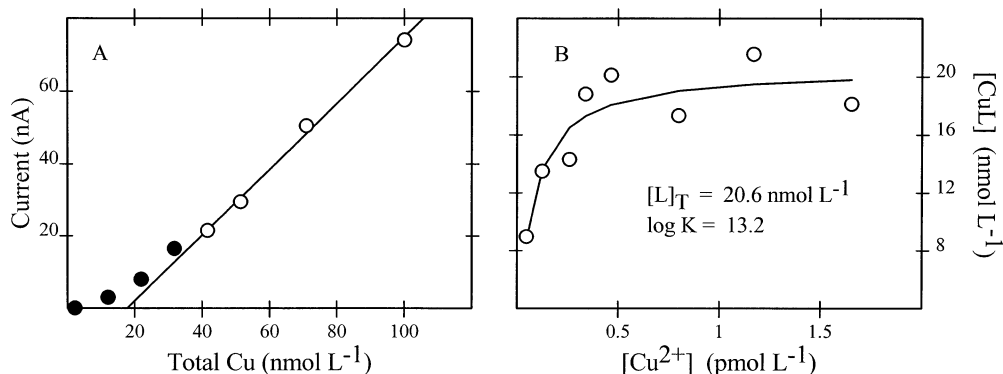 A
Current (nA)
60
40
20
20
40
60
80
100
Total Cu (nmol L-1)
B
[L]T = 20.6 nmol L-1
log K = 13.2
20
16
12
8
[CuL] (nmol L-1)
0.5
1
1.5
[Cu2+] (pmol L-1)